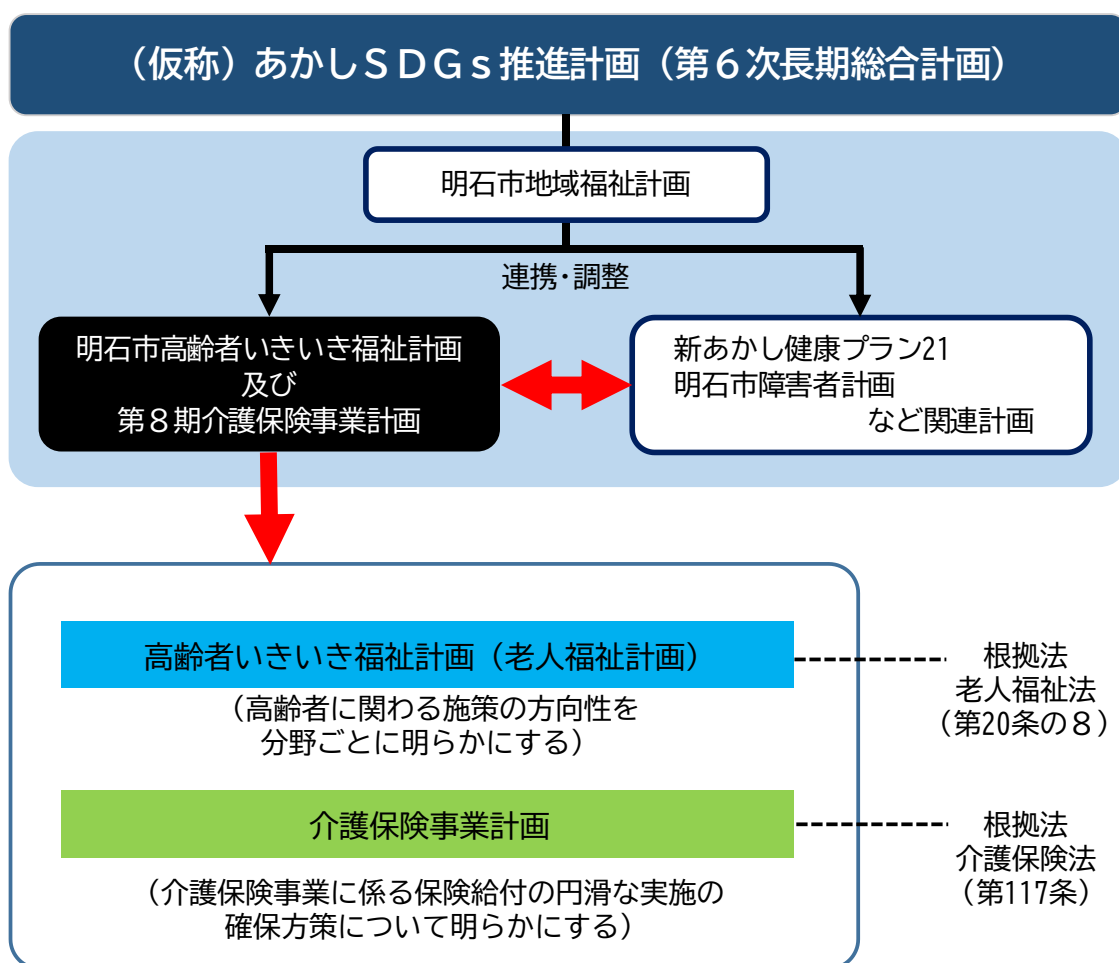 （仮称）あかしＳＤＧｓ推進計画（第６次長期総合計画）
明石市地域福祉計画
連携・調整
明石市高齢者いきいき福祉計画
及び
第８期介護保険事業計画
新あかし健康プラン21
明石市障害者計画
など関連計画
高齢者いきいき福祉計画（老人福祉計画）
（高齢者に関わる施策の方向性を
分野ごとに明らかにする）
根拠法
老人福祉法
（第20条の８）
介護保険事業計画
（介護保険事業に係る保険給付の円滑な実施の
確保方策について明らかにする）
根拠法
介護保険法
（第117条）